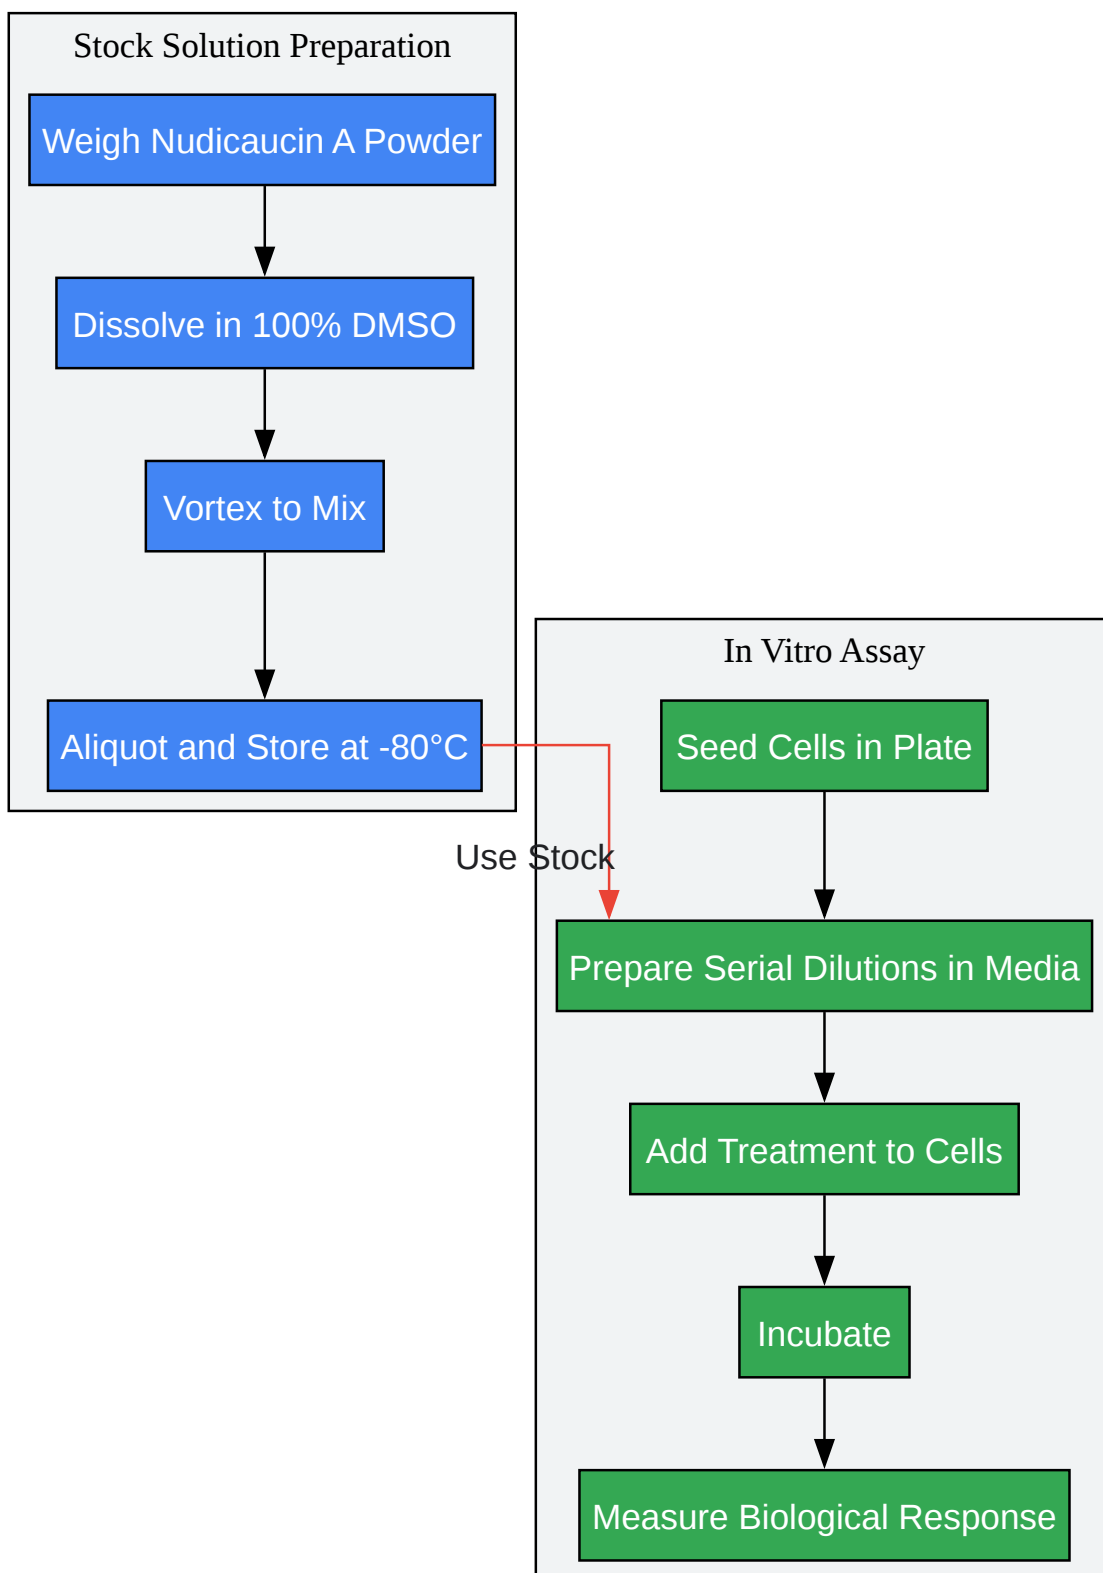 Stock Solution Preparation
Weigh Nudicaucin A Powder
Dissolve in 100% DMSO
Vortex to Mix
Aliquot and Store at -80°C
Use Stock
In Vitro Assay
Seed Cells in Plate
Prepare Serial Dilutions in Media
Add Treatment to Cells
Incubate
Measure Biological Response